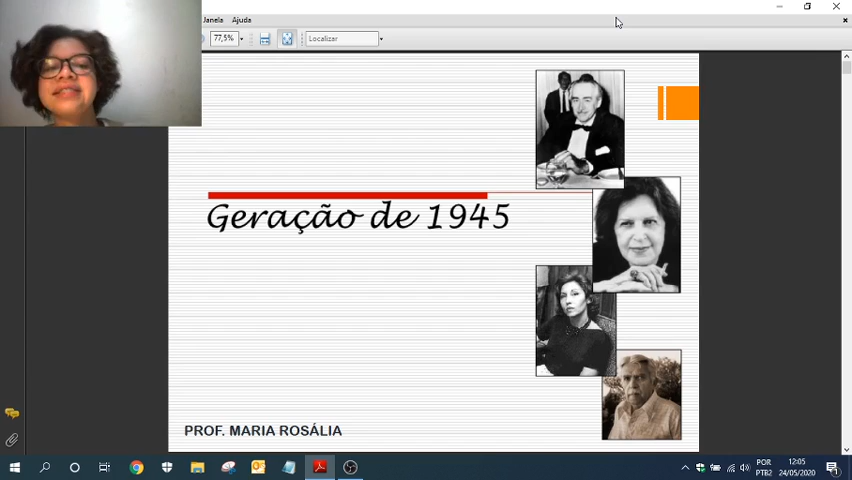 Janela Ajuda
77,5% Localizar
Geração de 1945
PROF. MARIA ROSÁLIA
POR 12:05
PTB2 24/05/2020